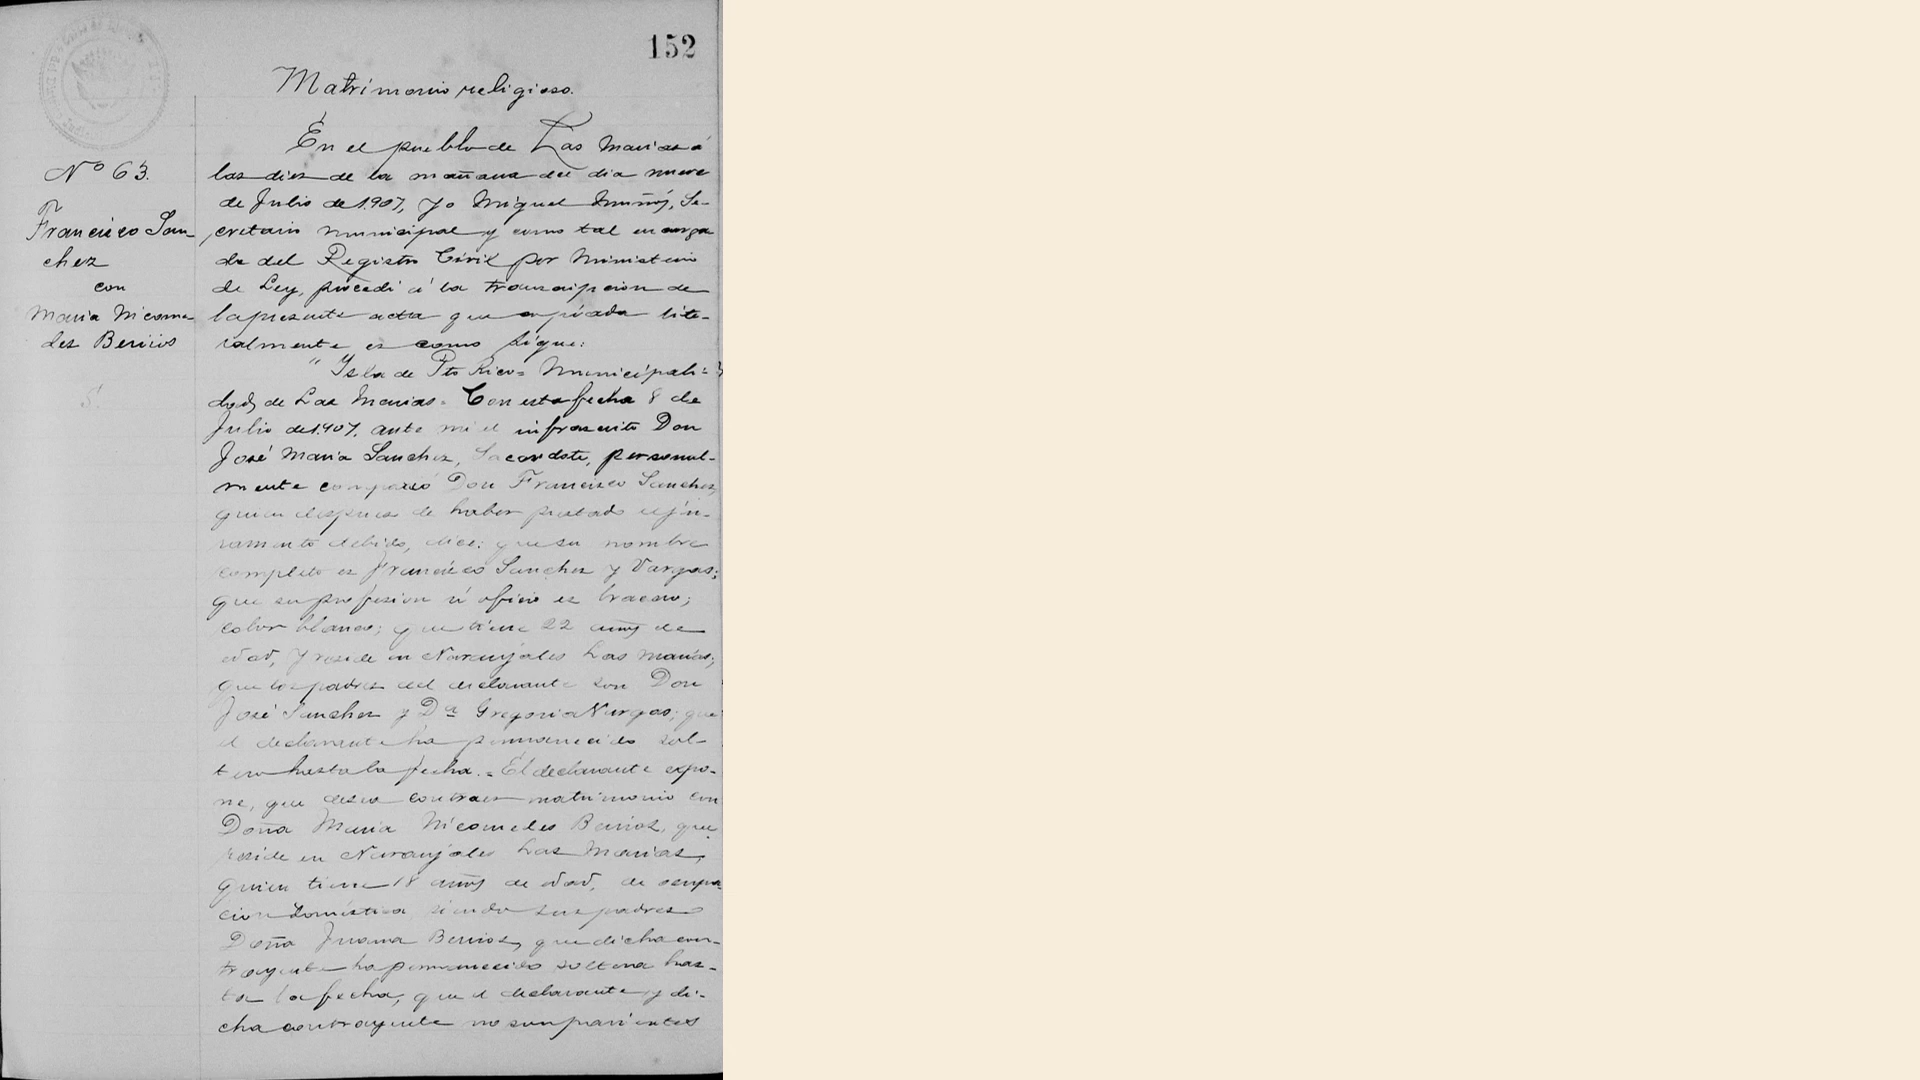 152
Matrimonio religioso.
Nº 63.
Francisco San
chez
con
Maria Nicome
des Berrios
En el pueblo de Las Marias á
las diez de la mañana del dia nueve
de Julio de 1907, Yo Miguel Muñoz, Se-
cretario municipal y como tal encarga
do del Registro Civil por Ministerio
de Ley, procedí á la transcripcion de
la presente acta que copiada lite-
ralmente es como sigue:
"Isla de Pto Rico = Municipali=
dad de Las Marias. Con esta fecha 8 de
Julio de 1.907, ante mi el infrascrito Don
José Maria Sanchez, Sacerdote, personal-
mente compareció Don Francisco Sanchez,
quien despues de haber prestado el ju-
ramento debido, dice: que su nombre
completo es Francisco Sanchez y Vargas;
que su profesion ú oficio es bracero;
color blanco; que tiene 22 años de
edad, y reside en Naranjales Las Marias;
que los padres del declarante son Don
José Sanchez y Dª Gregoria Vargas; que
el declarante ha permanecido sol-
tero hasta la fecha. = El declarante expo-
ne, que desea contraer matrimonio con
Doña Maria Nicomedes Berrios, que
reside en Naranjales Las Marias,
quien tiene 18 años de edad, de ocupa
cion domestica siendo sus padres
Doña Juana Berrios, que dicha con-
trayente ha permanecido soltera has-
ta la fecha, que el declarante y di-
cha contrayente no son parientes